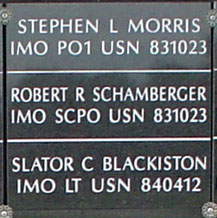 STEPHEN L MORRIS
IMO PO1 USN 831023
ROBERT R SCHAMBERGER
IMO SCPO USN 831023
SLATOR C BLACKISTON
IMO LT USN 840412